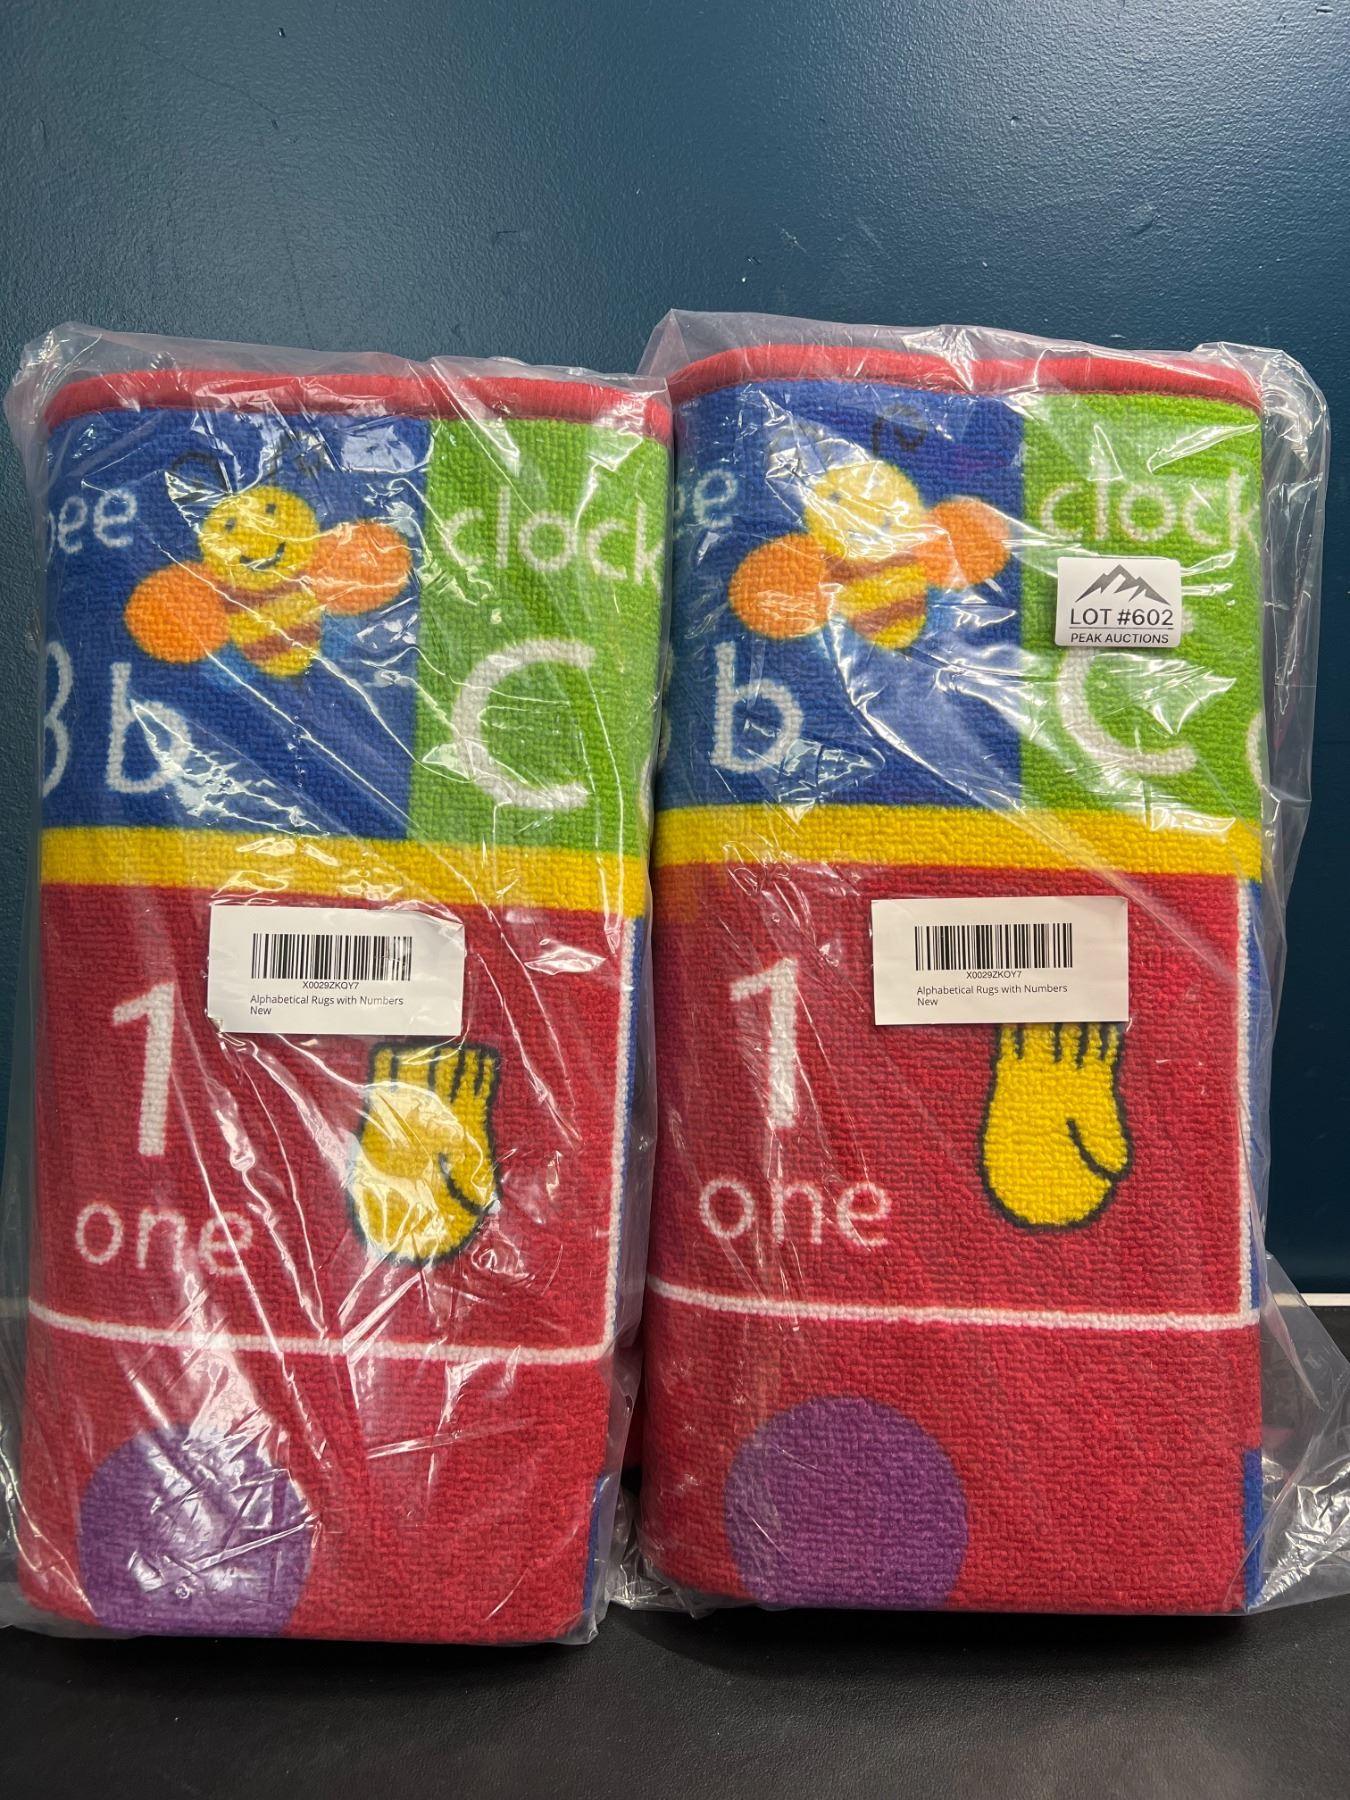 bee
clock
B b
C
X0029ZKQY7
Alphabetical Rugs with Numbers
New
1
one
ee
clock
LOT #602
PEAK AUCTIONS
b
C
X0029ZKQY7
Alphabetical Rugs with Numbers
New
1
one